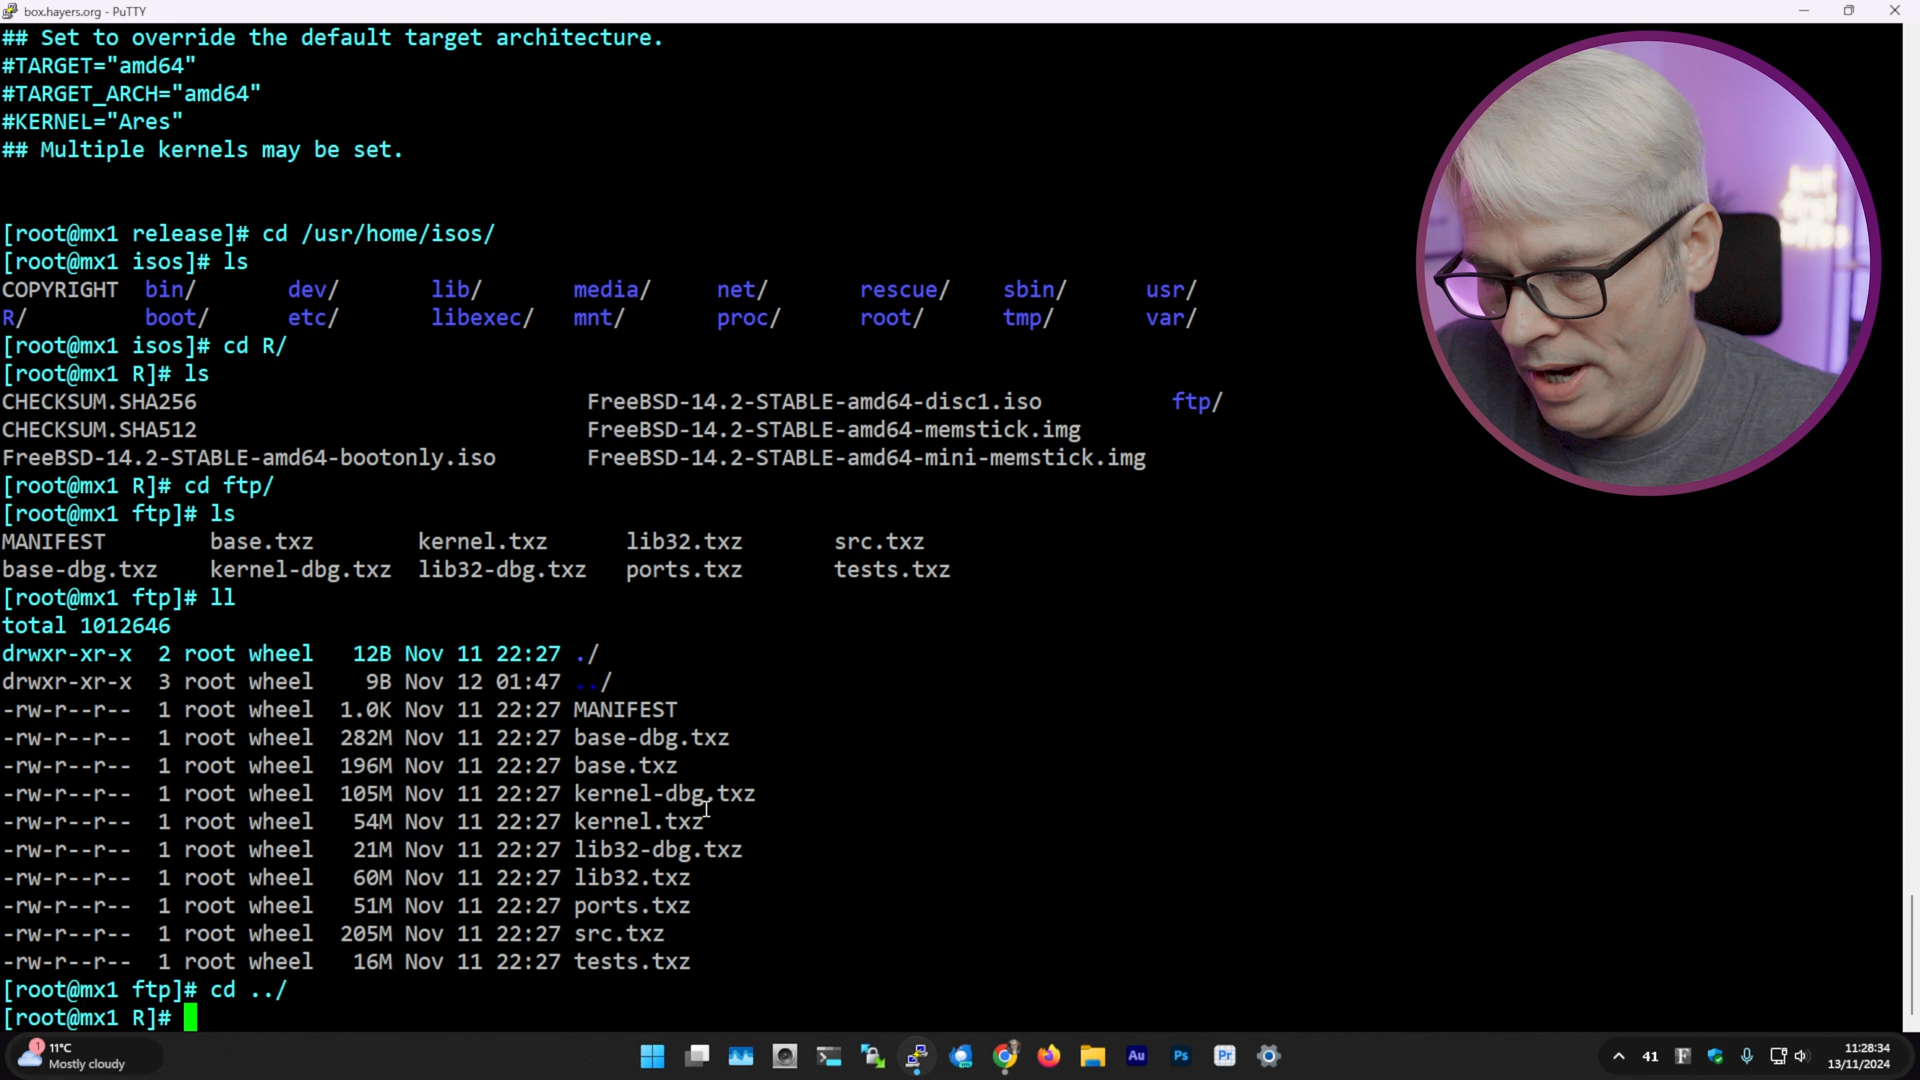 box.hayers.org - PuTTY
## Set to override the default target architecture.
#TARGET="amd64"
#TARGET_ARCH="amd64"
#KERNEL="Ares"
## Multiple kernels may be set.
[root@mx1 release]# cd /usr/home/isos/
[root@mx1 isos]# ls
COPYRIGHT bin/ dev/ lib/ media/ net/ rescue/ sbin/ usr/
R/ boot/ etc/ libexec/ mnt/ proc/ root/ tmp/ var/
[root@mx1 isos]# cd R/
[root@mx1 R]# ls
CHECKSUM.SHA256 FreeBSD-14.2-STABLE-amd64-disc1.iso ftp/
CHECKSUM.SHA512 FreeBSD-14.2-STABLE-amd64-memstick.img
FreeBSD-14.2-STABLE-amd64-bootonly.iso FreeBSD-14.2-STABLE-amd64-mini-memstick.img
[root@mx1 R]# cd ftp/
[root@mx1 ftp]# ls
MANIFEST base.txz kernel.txz lib32.txz src.txz
base-dbg.txz kernel-dbg.txz lib32-dbg.txz ports.txz tests.txz
[root@mx1 ftp]# ll
total 1012646
drwxr-xr-x 2 root wheel 12B Nov 11 22:27 ./
drwxr-xr-x 3 root wheel 9B Nov 12 01:47 ../
-rw-r--r-- 1 root wheel 1.0K Nov 11 22:27 MANIFEST
-rw-r--r-- 1 root wheel 282M Nov 11 22:27 base-dbg.txz
-rw-r--r-- 1 root wheel 196M Nov 11 22:27 base.txz
-rw-r--r-- 1 root wheel 105M Nov 11 22:27 kernel-dbg.txz
-rw-r--r-- 1 root wheel 54M Nov 11 22:27 kernel.txz
-rw-r--r-- 1 root wheel 21M Nov 11 22:27 lib32-dbg.txz
-rw-r--r-- 1 root wheel 60M Nov 11 22:27 lib32.txz
-rw-r--r-- 1 root wheel 51M Nov 11 22:27 ports.txz
-rw-r--r-- 1 root wheel 205M Nov 11 22:27 src.txz
-rw-r--r-- 1 root wheel 16M Nov 11 22:27 tests.txz
[root@mx1 ftp]# cd ../
[root@mx1 R]#
1
11°C
Mostly cloudy
Au
Ps
Pr
41
F
11:28:34
13/11/2024